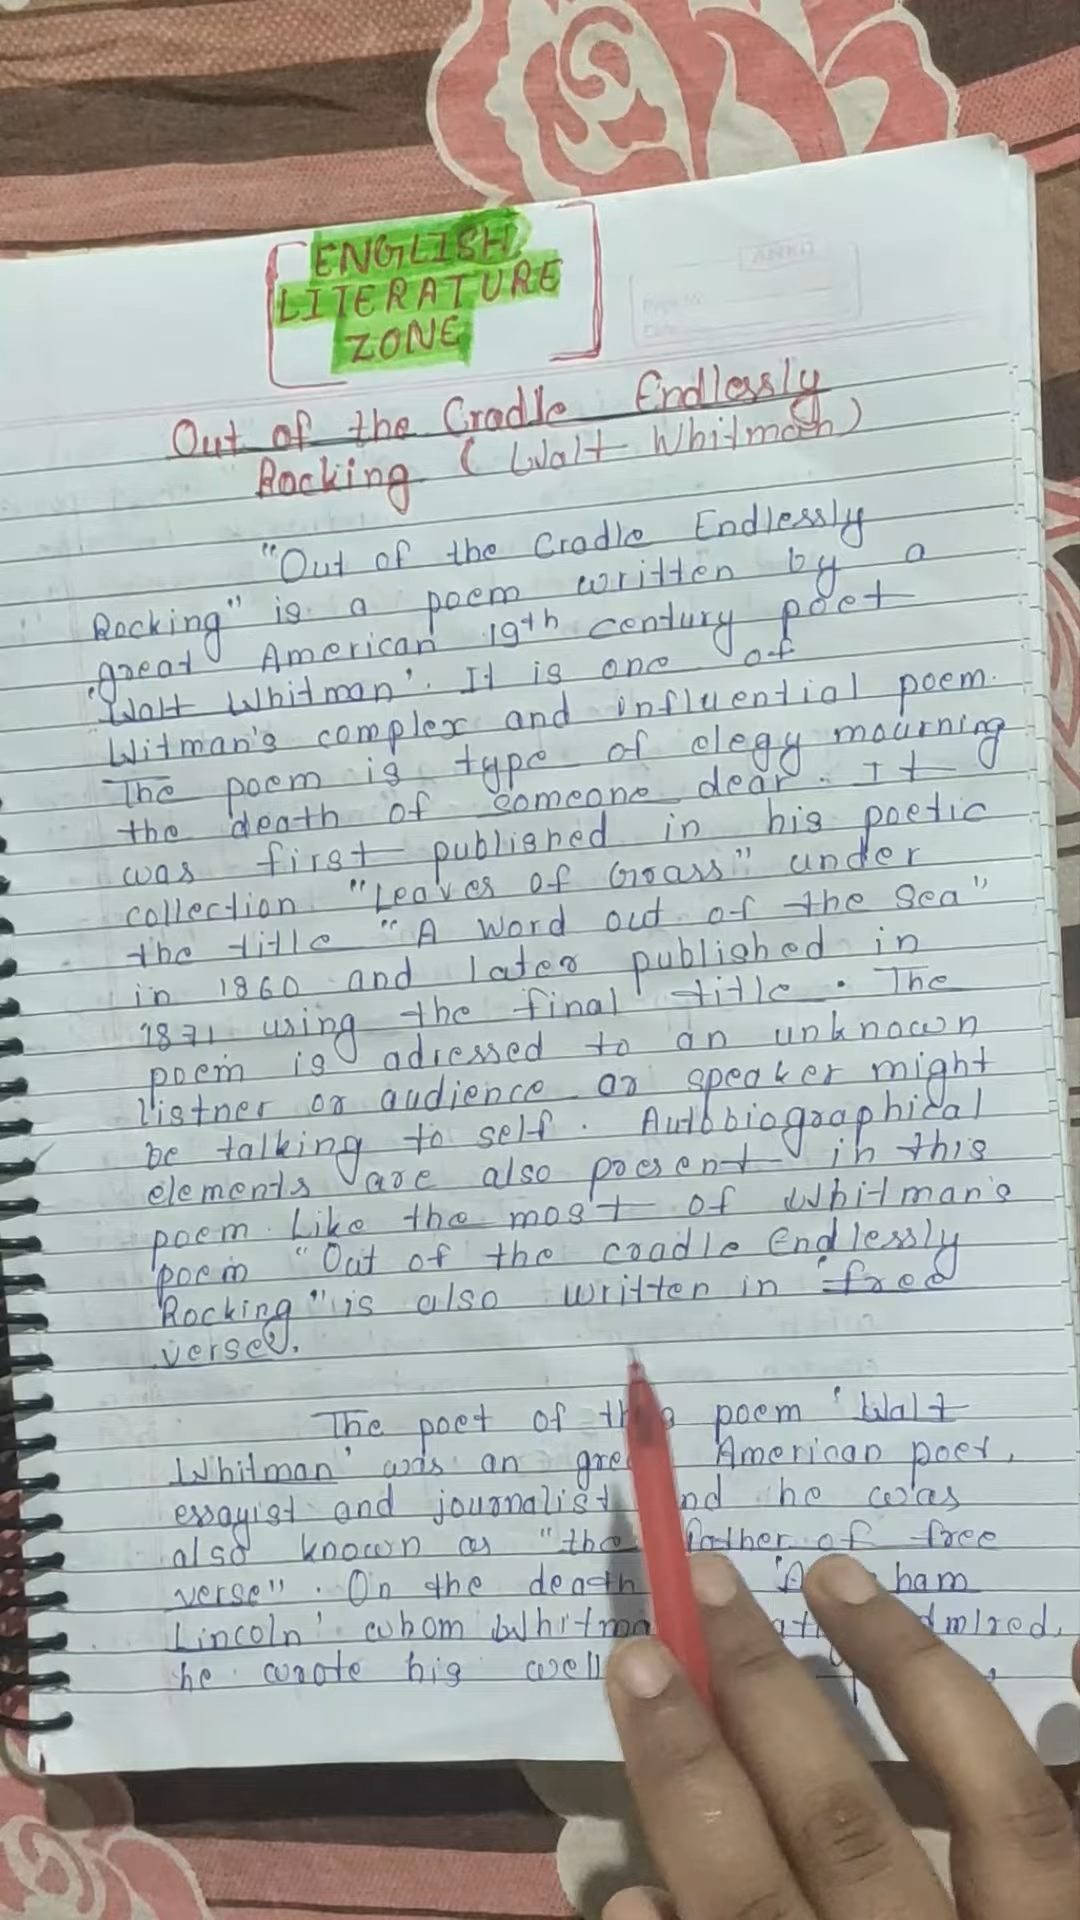 ENGLISH
LITERATURE
ZONE
ANKIT
Out of the Cradle Endlessly
Rocking (Walt Whitman)
"Out of the Cradle Endlessly
Rocking" is a poem written by a
great American 19th century poet
'Walt Whitman'. It is one of
Witman's complex and influential poem.
The poem is type of elegy mourning
the death of someone dear. It
was first published in his poetic
collection "Leaves of Grass" under
the title "A Word out of the Sea"
in 1860 and later published in
1871 using the final title. The
poem is adressed to an unknown
listner or audience or speaker might
be talking to self. Autobiographical
elements are also present in this
poem. Like the most of Whitman's
poem "Out of the cradle Endlessly
Rocking" is also written in 'free
verse'.
The poet of this poem 'Walt
Whitman' was an American poet,
essayist and journalist and he was
also known as "the father of free
verse". On the death
Lincoln' whom
he wrote his well